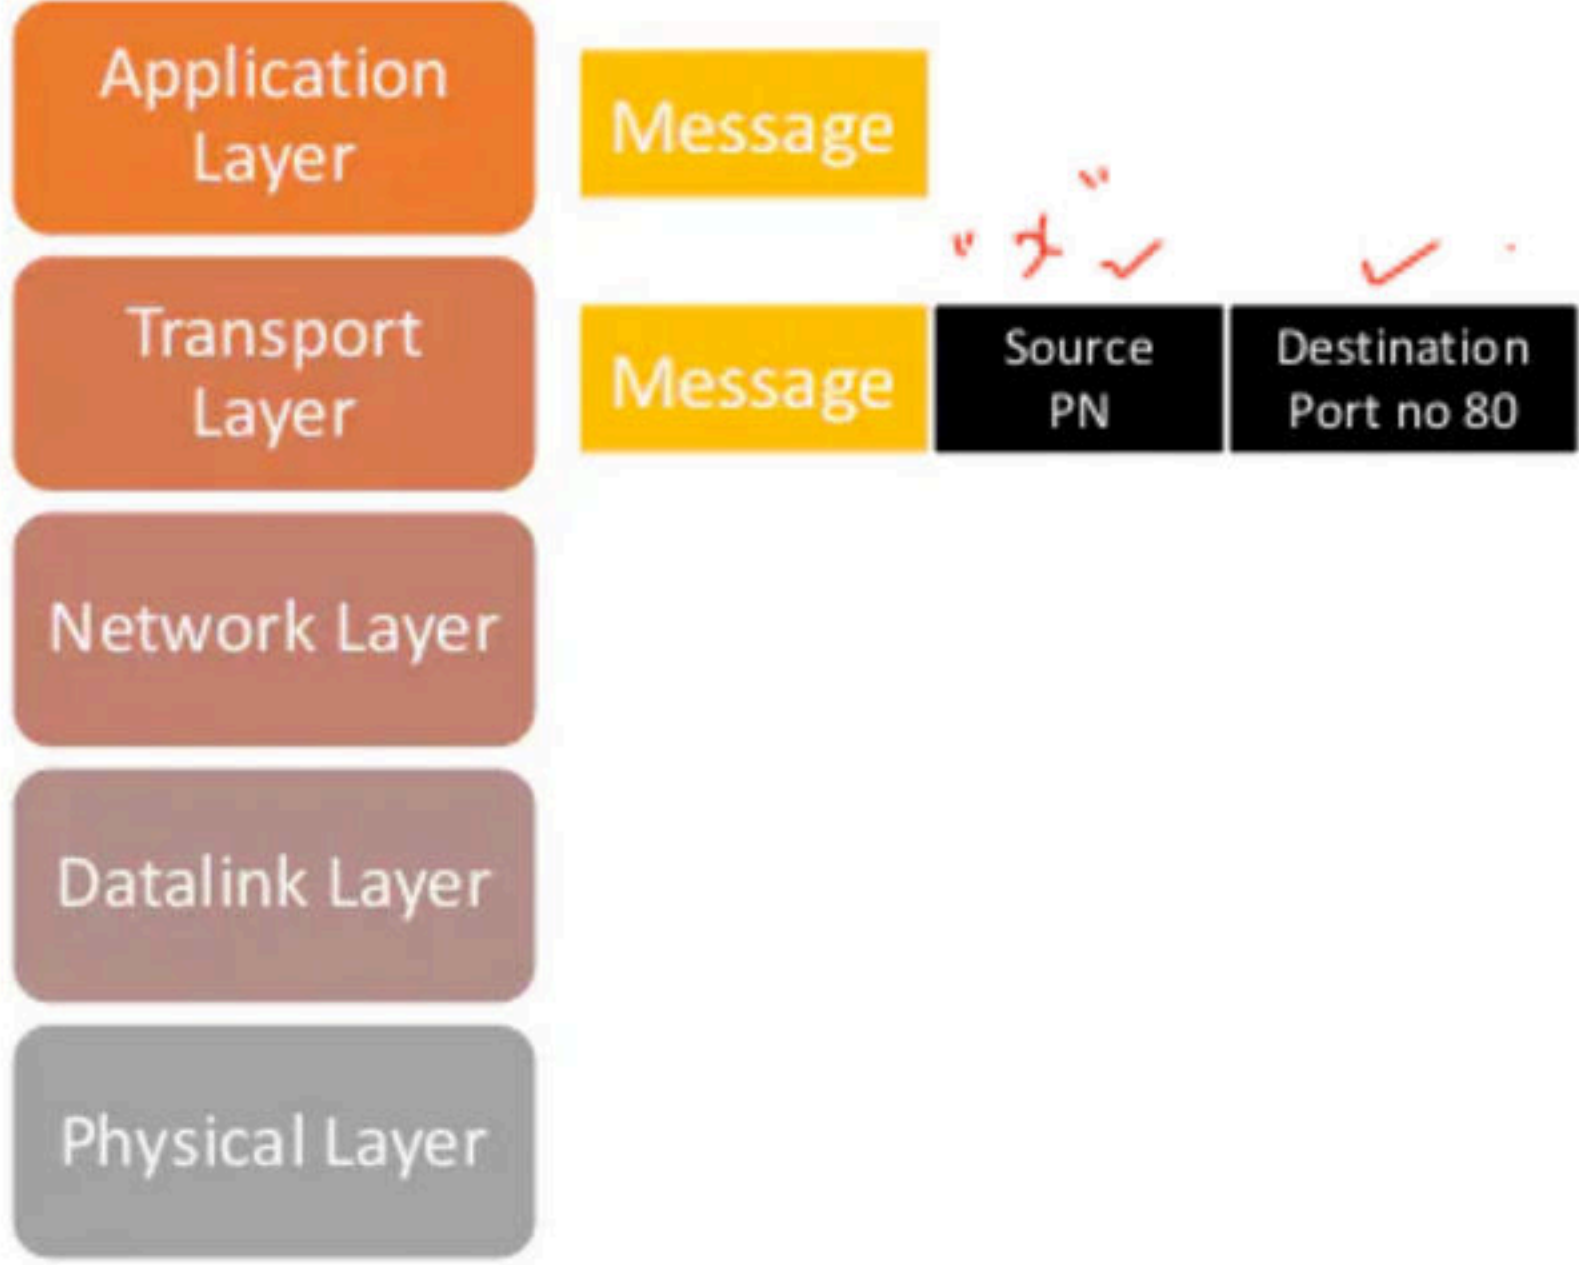 Application
Layer
Message
Transport
Layer
Message
Source
PN
Destination
Port no 80
Network Layer
Datalink Layer
Physical Layer